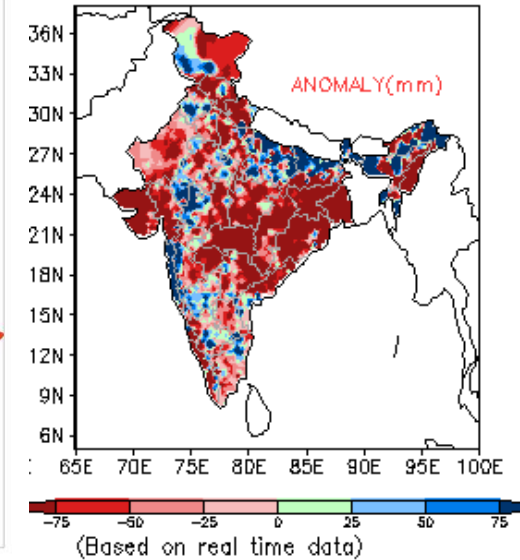 36N
ANOMALY(mm)
33N
30N
27N
24N
21N
18N
15N
12N
9N
6N
65E 70E 75E 80E 85E 90E 95E 100E
-75 -50 -25 0 25 50 75
(Based on real time data)